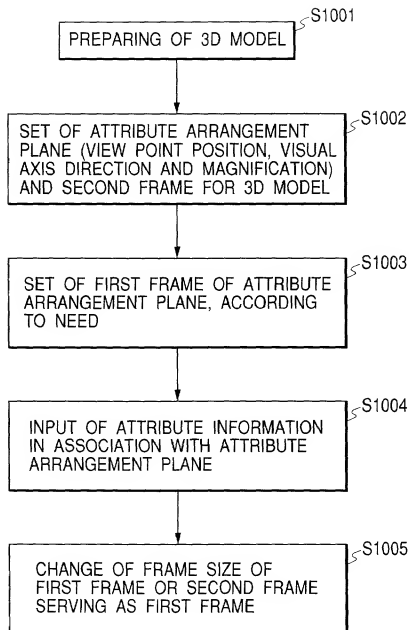 S1001
PREPARING OF 3D MODEL
S1002
SET OF ATTRIBUTE ARRANGEMENT
PLANE (VIEW POINT POSITION, VISUAL
AXIS DIRECTION AND MAGNIFICATION)
AND SECOND FRAME FOR 3D MODEL
S1003
SET OF FIRST FRAME OF ATTRIBUTE
ARRANGEMENT PLANE, ACCORDING
TO NEED
S1004
INPUT OF ATTRIBUTE INFORMATION
IN ASSOCIATION WITH ATTRIBUTE
ARRANGEMENT PLANE
S1005
CHANGE OF FRAME SIZE OF
FIRST FRAME OR SECOND FRAME
SERVING AS FIRST FRAME